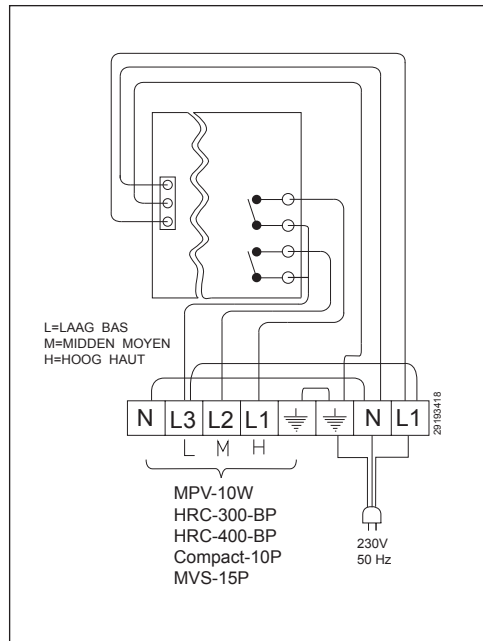 L=LAAG BAS
M=MIDDEN MOYEN
H=HOOG HAUT
N L3 L2 L1 N L1
L M H
29193418
MPV-10W
HRC-300-BP
HRC-400-BP
Compact-10P
MVS-15P
230V
50 Hz